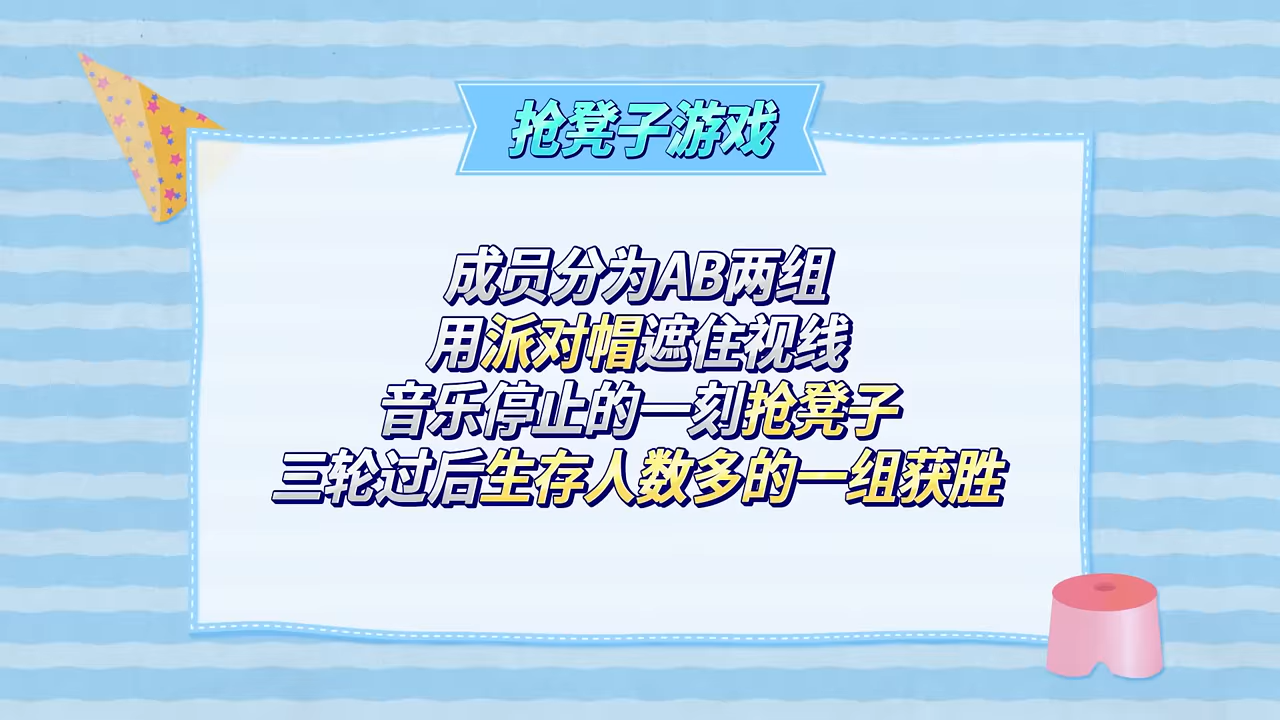 抢凳子游戏
成员分为AB两组
用派对帽遮住视线
音乐停止的一刻抢凳子
三轮过后生存人数多的一组获胜